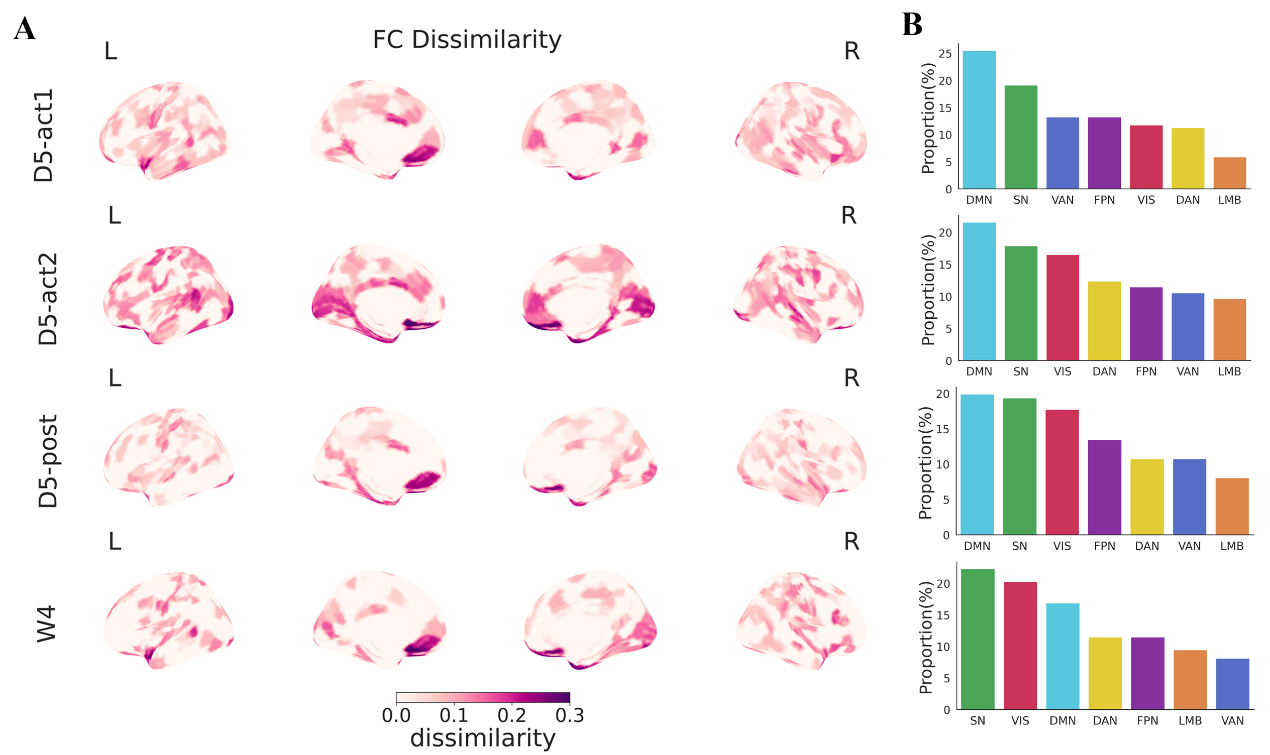 A
FC Dissimilarity
B
L
R
D5-act1
Proportion(%)
25
20
15
10
5
0
DMN SN VAN FPN VIS DAN LMB
L
R
D5-act2
Proportion(%)
20
15
10
5
0
DMN SN VIS DAN FPN VAN LMB
L
R
D5-post
Proportion(%)
20
15
10
5
0
DMN SN VIS FPN DAN VAN LMB
L
R
W4
Proportion(%)
20
15
10
5
0
SN VIS DMN DAN FPN LMB VAN
0.0 0.1 0.2 0.3
dissimilarity